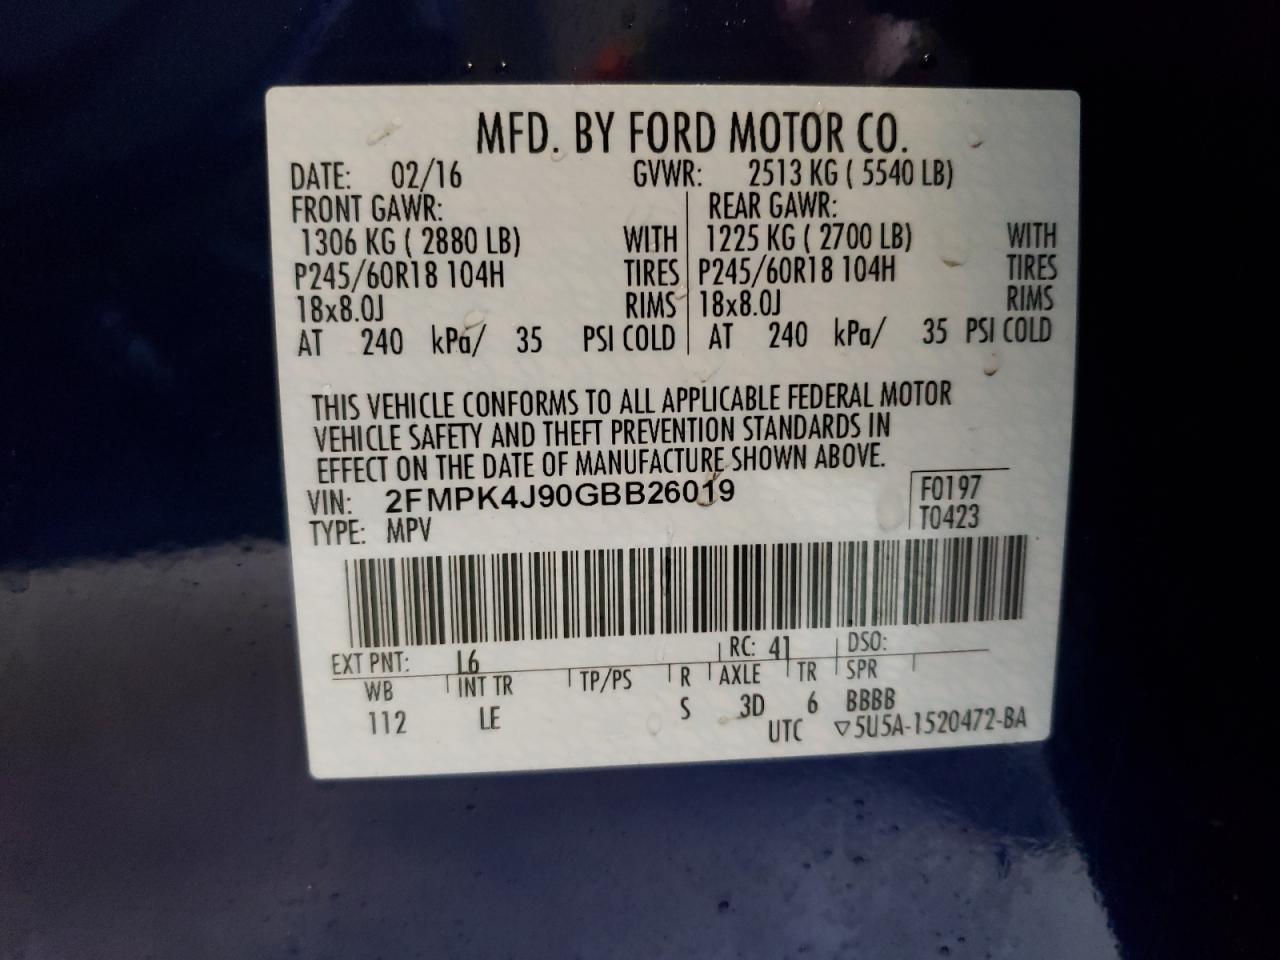 MFD. BY FORD MOTOR CO.
DATE: 02/16 GVWR: 2513 KG ( 5540 LB)
FRONT GAWR: REAR GAWR:
1306 KG ( 2880 LB) WITH 1225 KG ( 2700 LB) WITH
P245/60R18 104H TIRES P245/60R18 104H TIRES
18x8.0J RIMS 18x8.0J RIMS
AT 240 kPa/ 35 PSI COLD AT 240 kPa/ 35 PSI COLD
THIS VEHICLE CONFORMS TO ALL APPLICABLE FEDERAL MOTOR
VEHICLE SAFETY AND THEFT PREVENTION STANDARDS IN
EFFECT ON THE DATE OF MANUFACTURE SHOWN ABOVE.
VIN: 2FMPK4J90GBB26019 F0197
TYPE: MPV T0423
EXT PNT: L6 RC: 41 DSO:
WB INT TR TP/PS R AXLE TR SPR
112 LE S 3D 6 BBBB
UTC ▽5U5A-1520472-BA